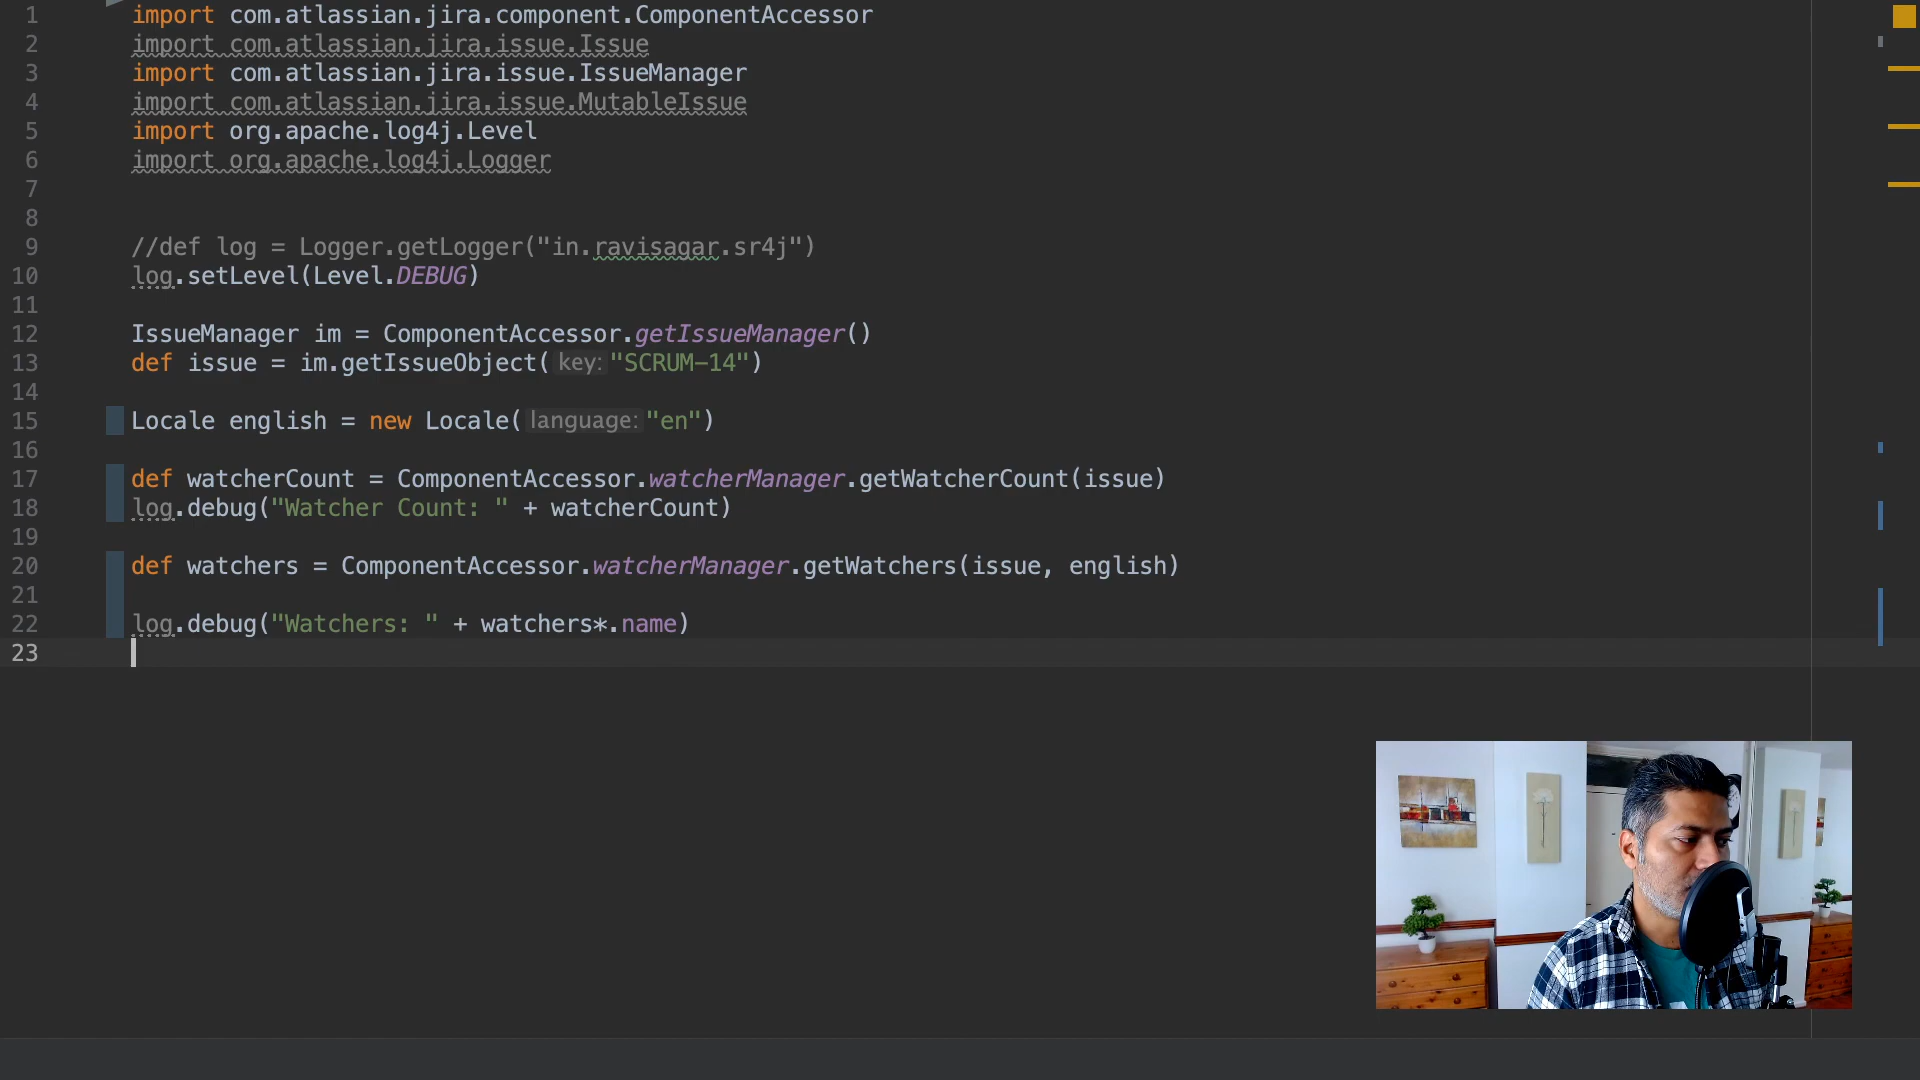 1 import com.atlassian.jira.component.ComponentAccessor
2 import com.atlassian.jira.issue.Issue
3 import com.atlassian.jira.issue.IssueManager
4 import com.atlassian.jira.issue.MutableIssue
5 import org.apache.log4j.Level
6 import org.apache.log4j.Logger
7
8
9 //def log = Logger.getLogger("in.ravisagar.sr4j")
10 log.setLevel(Level.DEBUG)
11
12 IssueManager im = ComponentAccessor.getIssueManager()
13 def issue = im.getIssueObject( key: "SCRUM-14")
14
15 Locale english = new Locale( language: "en")
16
17 def watcherCount = ComponentAccessor.watcherManager.getWatcherCount(issue)
18 log.debug("Watcher Count: " + watcherCount)
19
20 def watchers = ComponentAccessor.watcherManager.getWatchers(issue, english)
21
22 log.debug("Watchers: " + watchers*.name)
23